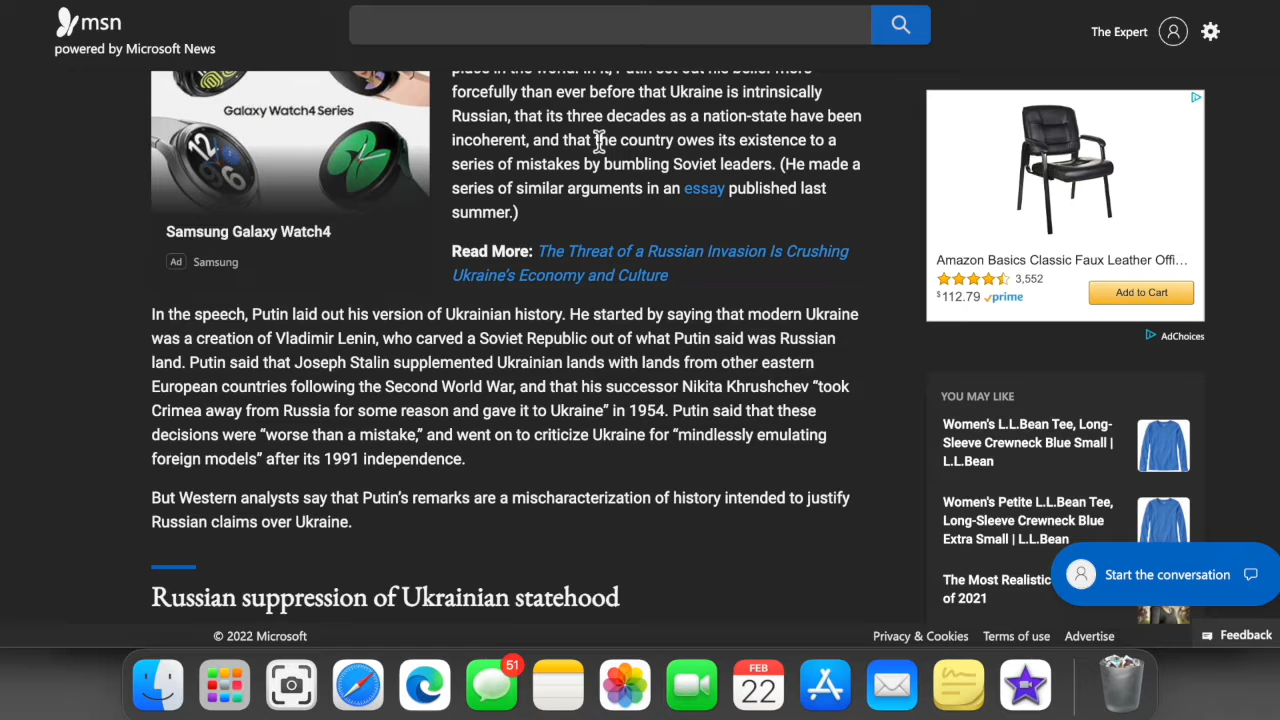 msn
powered by Microsoft News
The Expert
Galaxy Watch4 Series
Samsung Galaxy Watch4
Ad Samsung
place in the world. In it, Putin set out his belief more
forcefully than ever before that Ukraine is intrinsically
Russian, that its three decades as a nation-state have been
incoherent, and that the country owes its existence to a
series of mistakes by bumbling Soviet leaders. (He made a
series of similar arguments in an essay published last
summer.)
Read More: The Threat of a Russian Invasion Is Crushing
Ukraine’s Economy and Culture
In the speech, Putin laid out his version of Ukrainian history. He started by saying that modern Ukraine
was a creation of Vladimir Lenin, who carved a Soviet Republic out of what Putin said was Russian
land. Putin said that Joseph Stalin supplemented Ukrainian lands with lands from other eastern
European countries following the Second World War, and that his successor Nikita Khrushchev “took
Crimea away from Russia for some reason and gave it to Ukraine” in 1954. Putin said that these
decisions were “worse than a mistake,” and went on to criticize Ukraine for “mindlessly emulating
foreign models” after its 1991 independence.
But Western analysts say that Putin’s remarks are a mischaracterization of history intended to justify
Russian claims over Ukraine.
Russian suppression of Ukrainian statehood
Amazon Basics Classic Faux Leather Offi...
3,552
$112.79 prime
Add to Cart
AdChoices
YOU MAY LIKE
Women's L.L.Bean Tee, Long-
Sleeve Crewneck Blue Small |
L.L.Bean
Women's Petite L.L.Bean Tee,
Long-Sleeve Crewneck Blue
Extra Small | L.L.Bean
The Most Realistic
of 2021
Start the conversation
© 2022 Microsoft
Privacy & Cookies
Terms of use
Advertise
Feedback
51
FEB
22